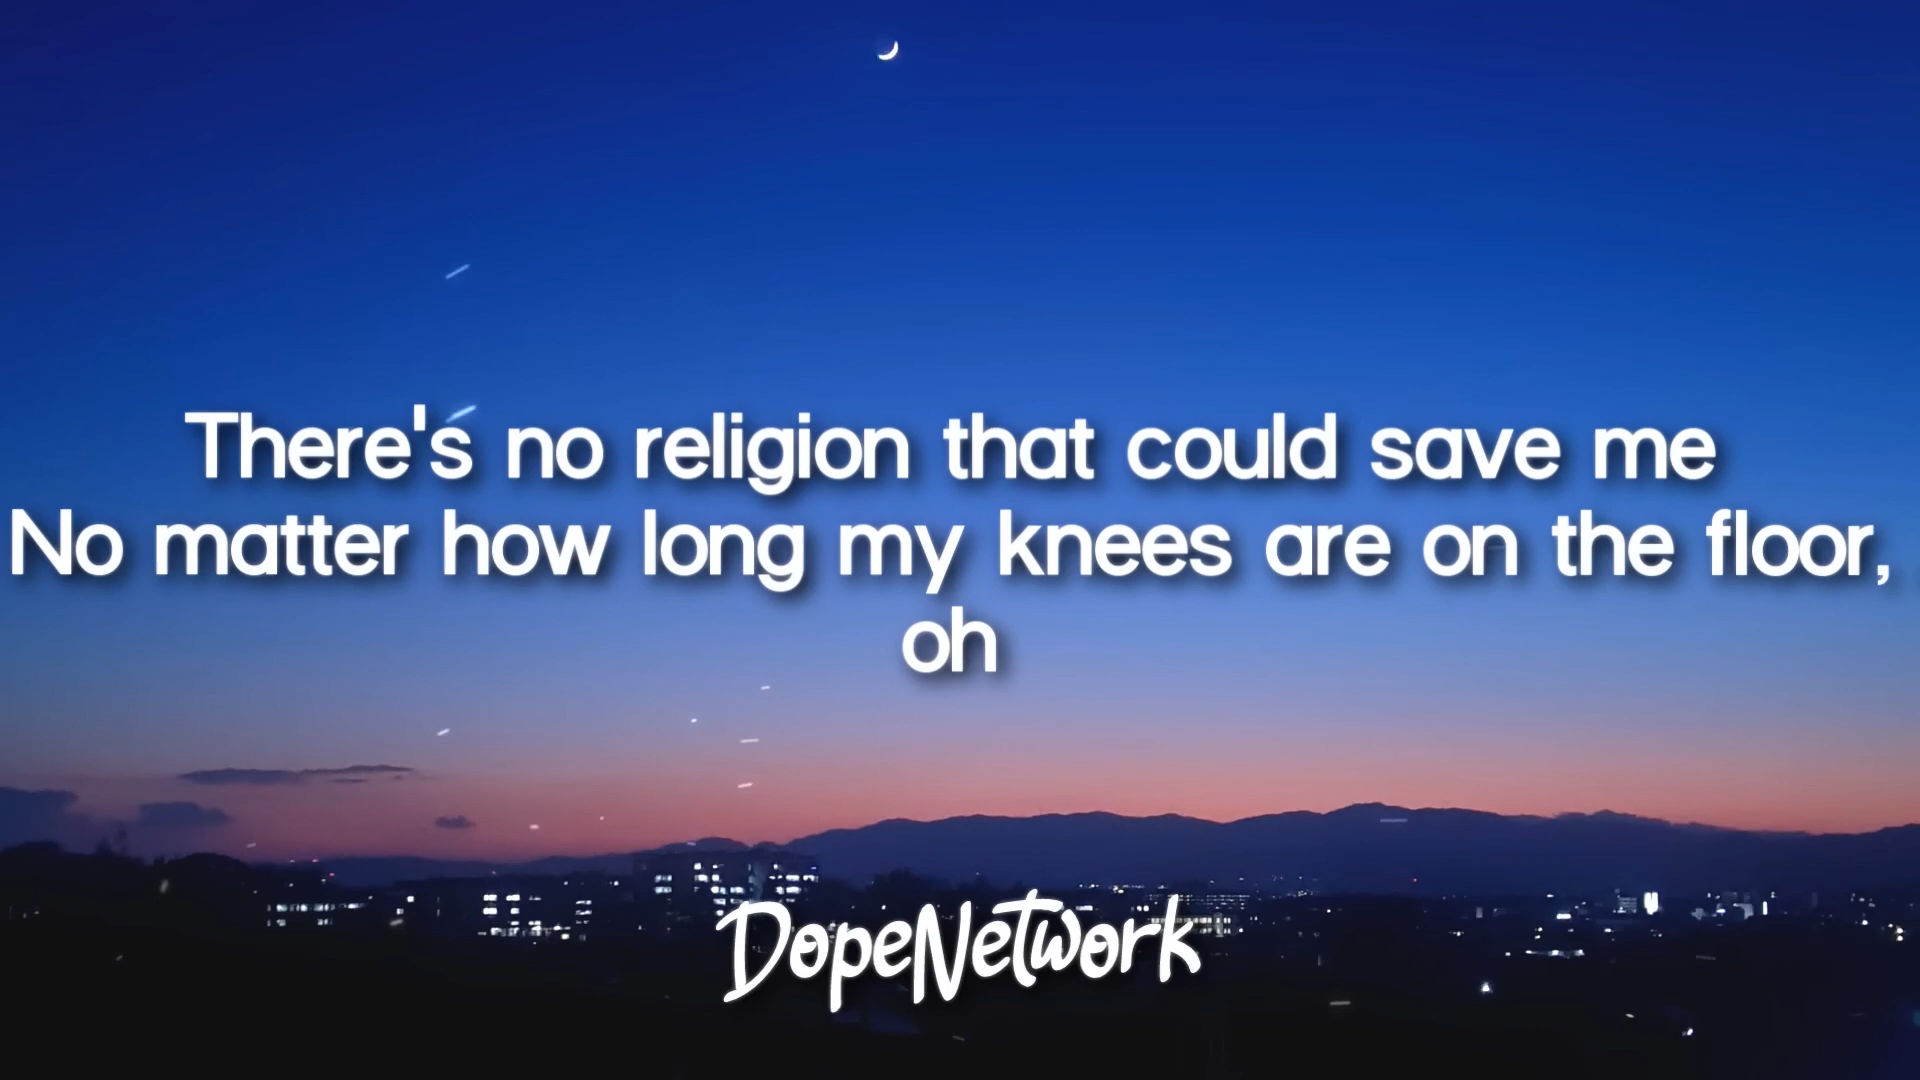 There's no religion that could save me
No matter how long my knees are on the floor,
oh
DopeNetwork